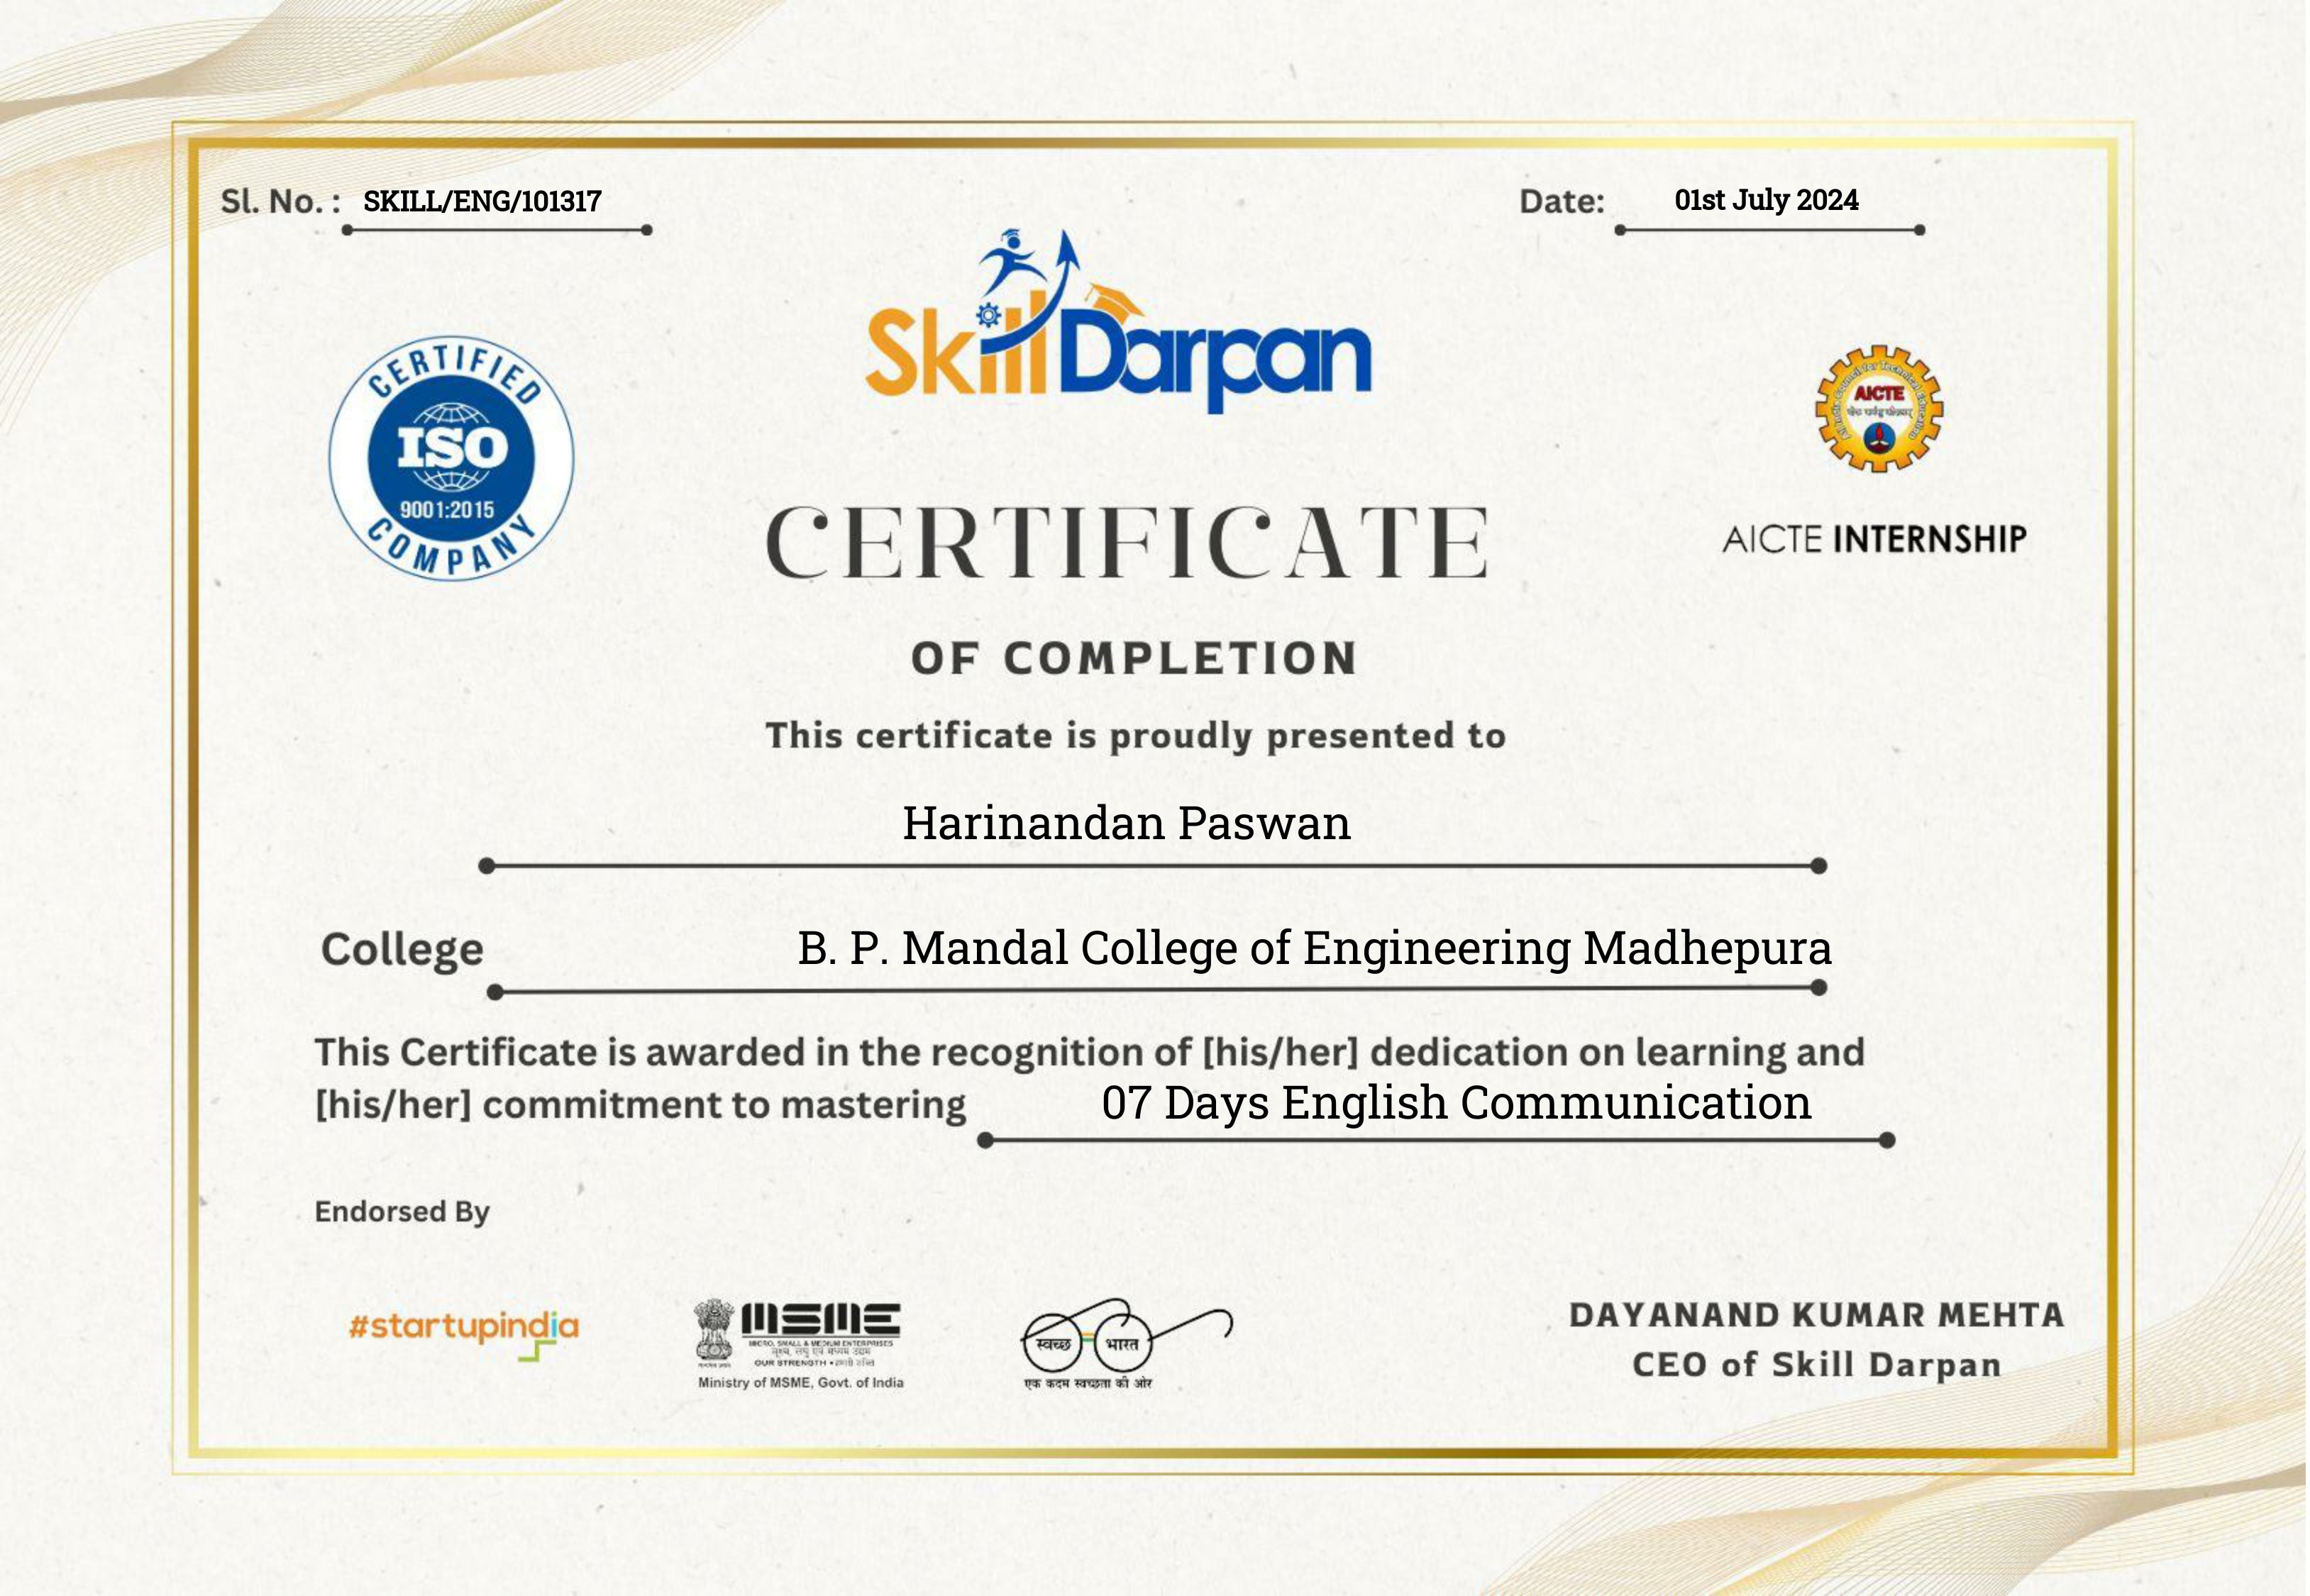 Sl. No. : SKILL/ENG/101317
Date: 01st July 2024
SkillDarpan
CERTIFIED
ISO
9001:2015
COMPANY
AICTE
AICTE INTERNSHIP
CERTIFICATE
OF COMPLETION
This certificate is proudly presented to
Harinandan Paswan
College B. P. Mandal College of Engineering Madhepura
This Certificate is awarded in the recognition of [his/her] dedication on learning and
[his/her] commitment to mastering 07 Days English Communication
Endorsed By
#startupindia
MSME
MICRO, SMALL & MEDIUM ENTERPRISES
सूक्ष्म, लघु एवं मध्यम उद्यम
OUR STRENGTH • हमारी शक्ति
Ministry of MSME, Govt. of India
स्वच्छ भारत
एक कदम स्वच्छता की ओर
DAYANAND KUMAR MEHTA
CEO of Skill Darpan